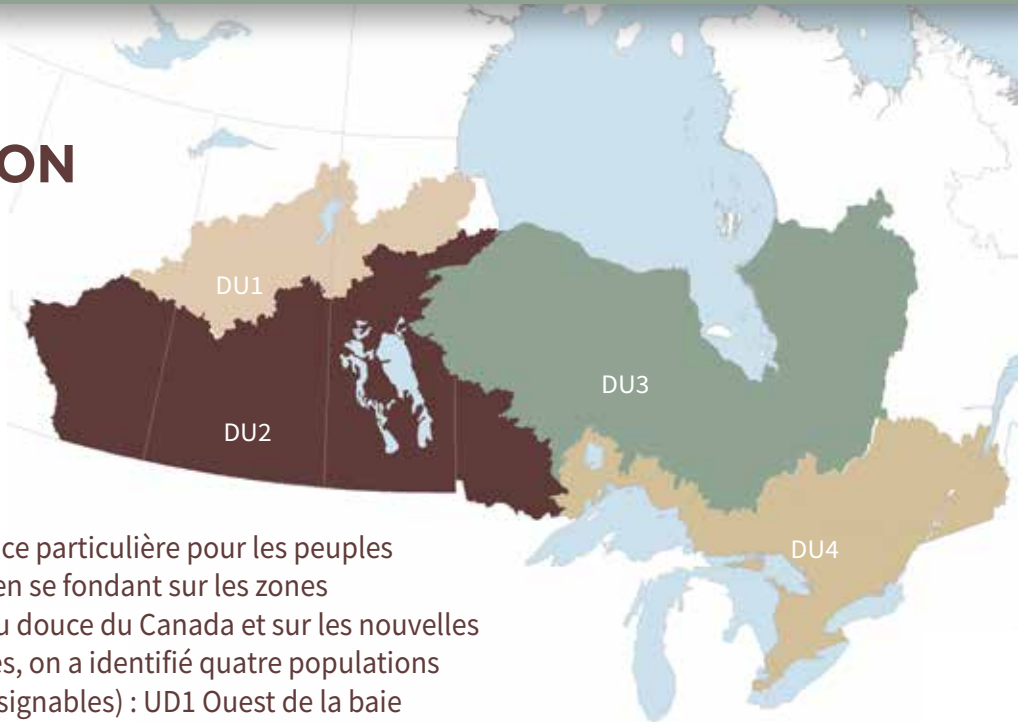 ON
DU1
DU3
DU2
DU4
ce particulière pour les peuples
en se fondant sur les zones
u douce du Canada et sur les nouvelles
es, on a identifié quatre populations
signables) : UD1 Ouest de la baie